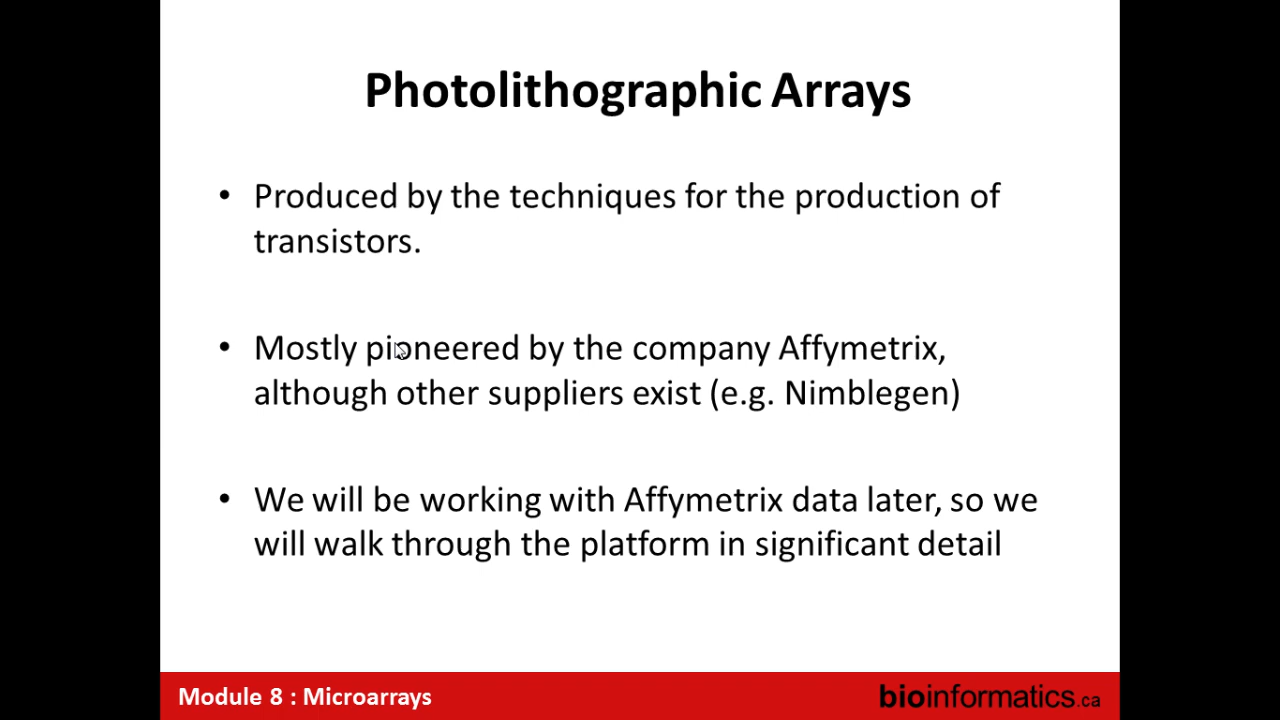 Photolithographic Arrays
• Produced by the techniques for the production of
transistors.
• Mostly pioneered by the company Affymetrix,
although other suppliers exist (e.g. Nimblegen)
• We will be working with Affymetrix data later, so we
will walk through the platform in significant detail
Module 8 : Microarrays
bioinformatics.ca